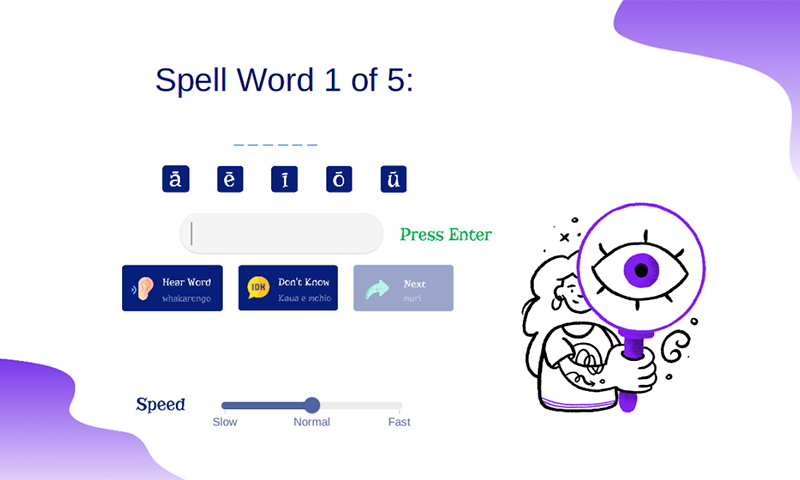 Spell Word 1 of 5:
_ _ _ _ _ _
ā ē ī ō ū
Press Enter
Hear Word
whakarongo
IDK
Don't Know
Kaua e mohio
Next
muri
Speed
Slow Normal Fast